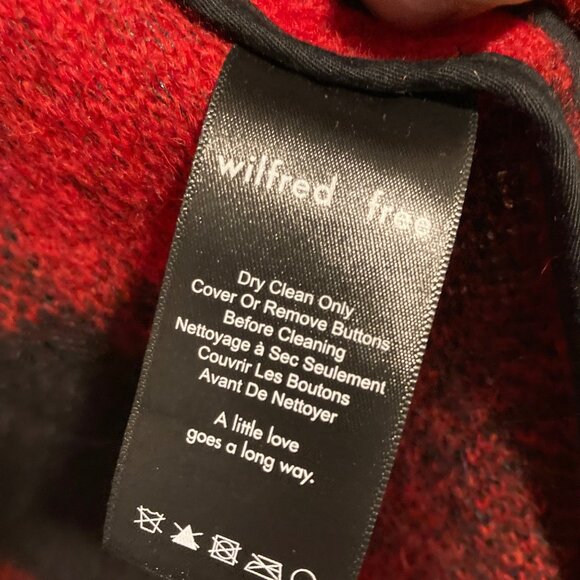 wilfred free
Dry Clean Only
Cover Or Remove Buttons
Before Cleaning
Nettoyage à Sec Seulement
Couvrir Les Boutons
Avant De Nettoyer
A little love
goes a long way.